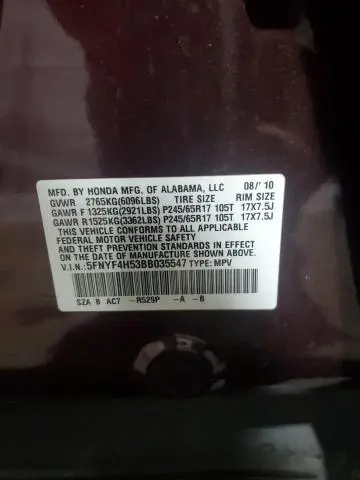 MFD. BY HONDA MFG. OF ALABAMA, LLC 08/'10
GVWR 2765KG(6096LBS) TIRE SIZE RIM SIZE
GAWR F 1325KG(2921LBS) P245/65R17 105T 17X7.5J
GAWR R1525KG(3362LBS) P245/65R17 105T 17X7.5J
THIS VEHICLE CONFORMS TO ALL APPLICABLE
FEDERAL MOTOR VEHICLE SAFETY, BUMPER,
AND THEFT PREVENTION STANDARDS IN EFFECT
ON THE DATE OF MANUFACTURE SHOWN ABOVE.
V.I.N.:5FNYF4H53BB035547 TYPE: MPV
SZA B AC7 -R529P -A -B